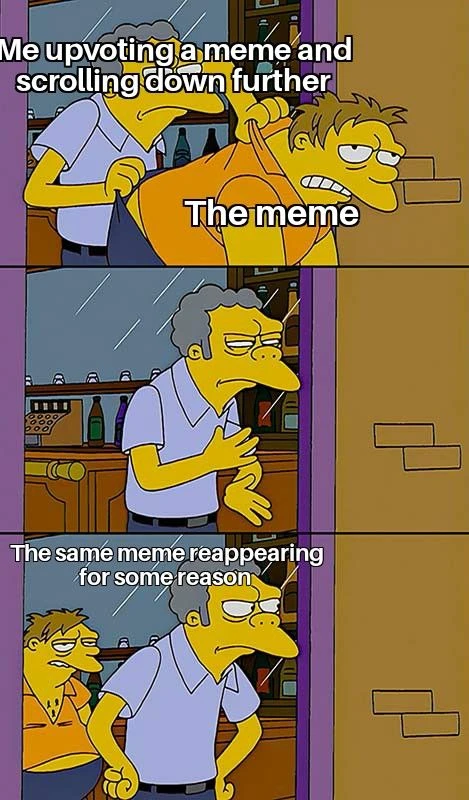 Me upvoting a meme and
scrolling down further
The meme
The same meme reappearing
for some reason